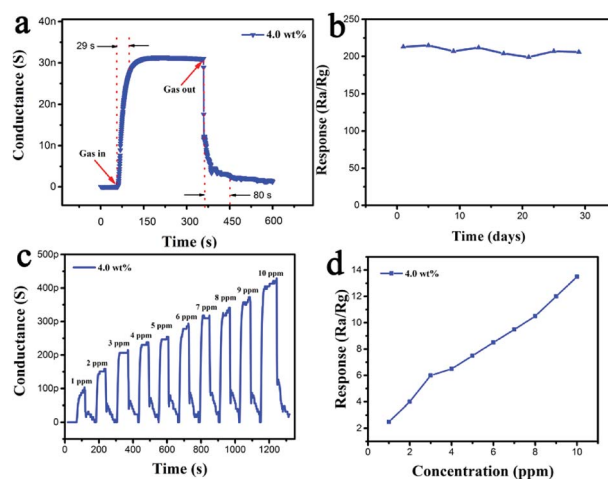 a
40n
30n
20n
10n
0n
Conductance (S)
29 s
4.0 wt%
Gas out
Gas in
80 s
0 150 300 450 600
Time (s)
b
250
200
150
100
50
0
Response (Ra/Rg)
0 5 10 15 20 25 30
Time (days)
c
500p
400p
300p
200p
100p
0
Conductance (S)
4.0 wt%
1 ppm
2 ppm
3 ppm
4 ppm
5 ppm
6 ppm
7 ppm
8 ppm
9 ppm
10 ppm
0 200 400 600 800 1000 1200
Time (s)
d
14
12
10
8
6
4
2
Response (Ra/Rg)
4.0 wt%
0 2 4 6 8 10
Concentration (ppm)